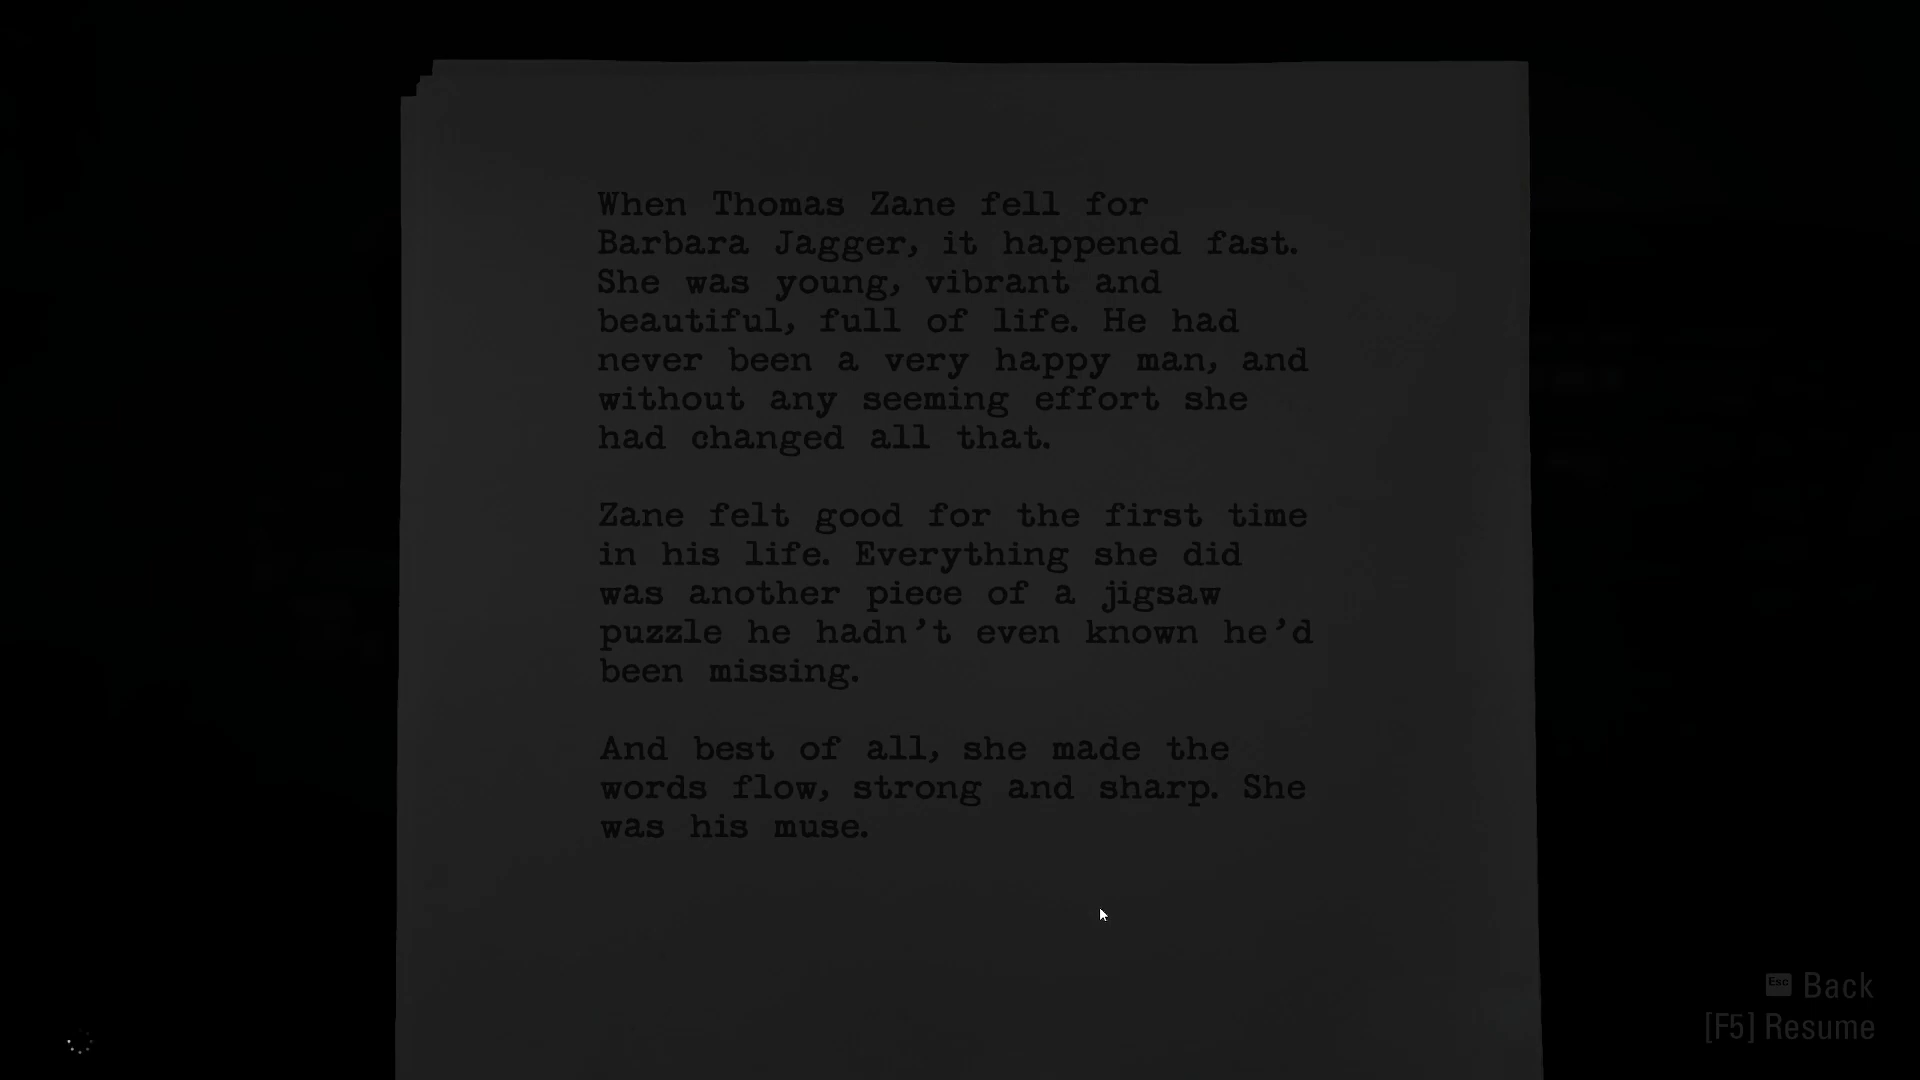 When Thomas Zane fell for
Barbara Jagger, it happened fast.
She was young, vibrant and
beautiful, full of life. He had
never been a very happy man, and
without any seeming effort she
had changed all that.
Zane felt good for the first time
in his life. Everything she did
was another piece of a jigsaw
puzzle he hadn't even known he'd
been missing.
And best of all, she made the
words flow, strong and sharp. She
was his muse.
Esc Back
[F5] Resume